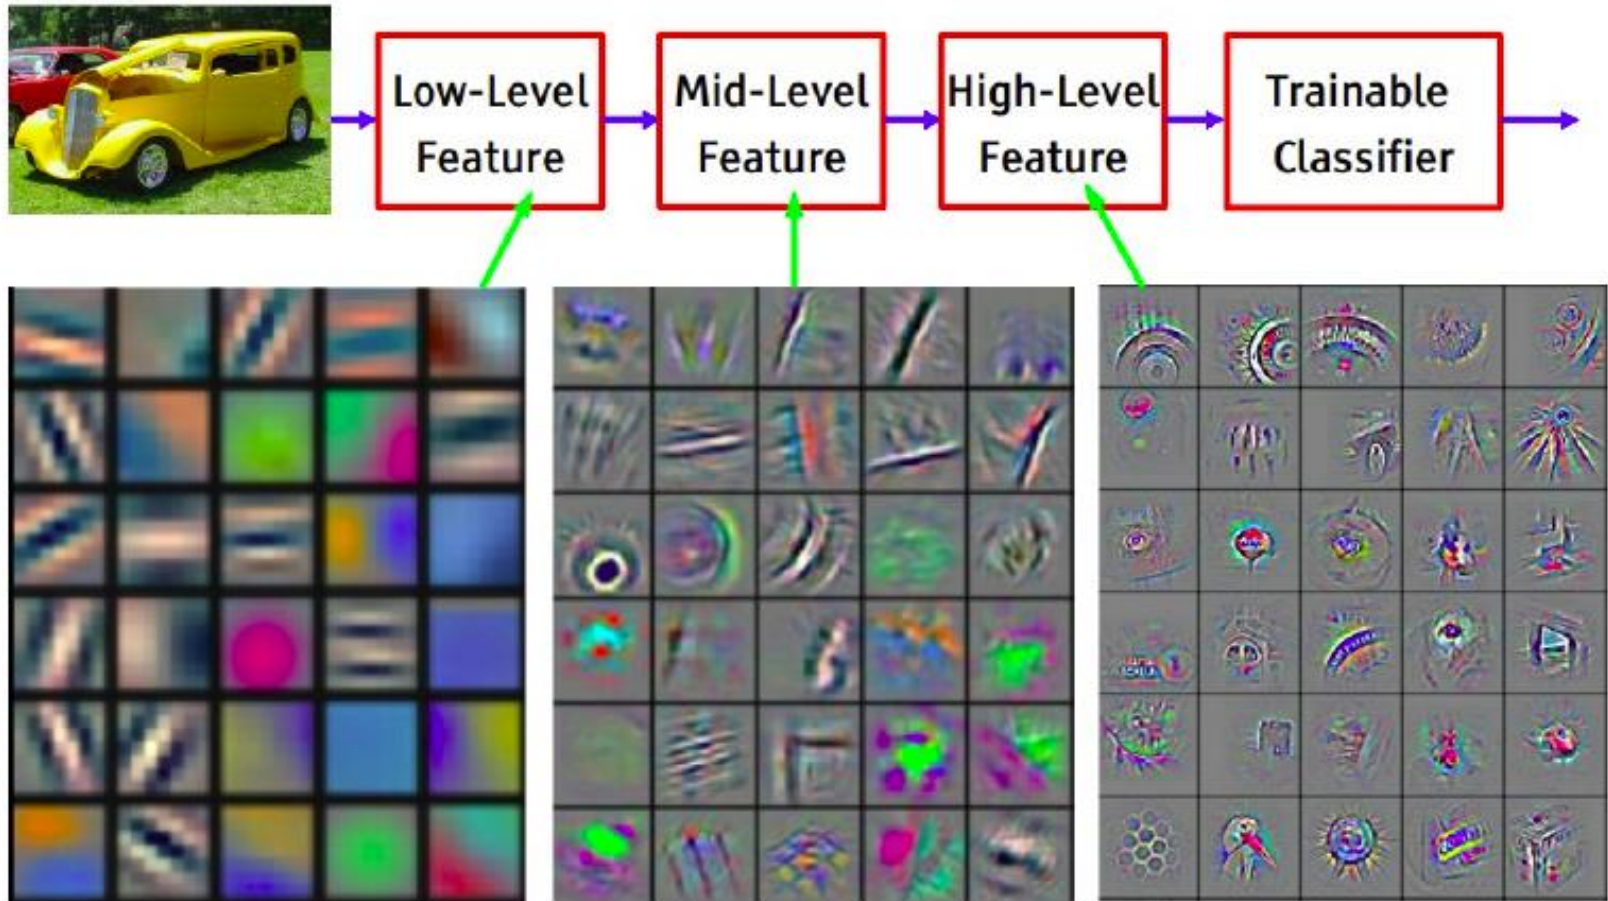 Low-Level
Feature
Mid-Level
Feature
High-Level
Feature
Trainable
Classifier